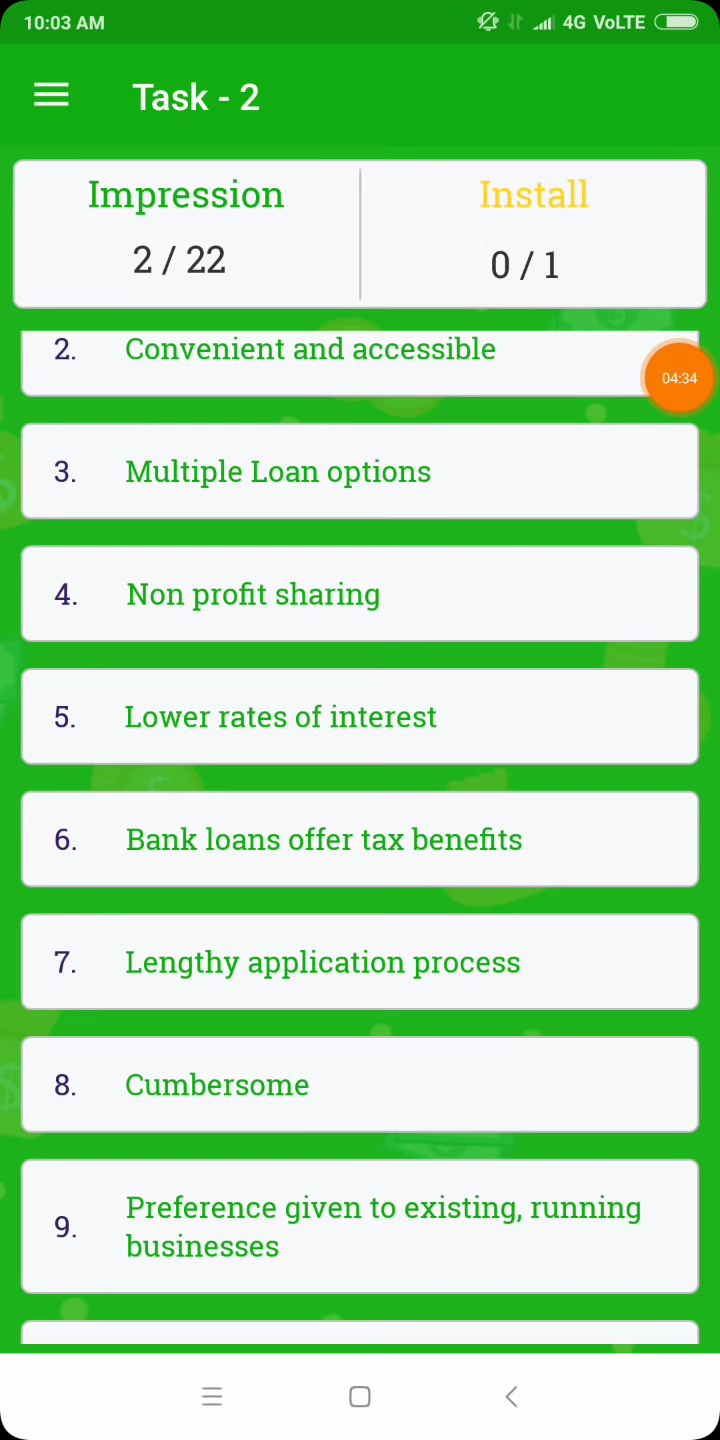 10:03 AM
4G VoLTE
Task - 2
Impression
Install
2 / 22
0 / 1
2. Convenient and accessible
04:34
3. Multiple Loan options
4. Non profit sharing
5. Lower rates of interest
6. Bank loans offer tax benefits
7. Lengthy application process
8. Cumbersome
9. Preference given to existing, running
businesses